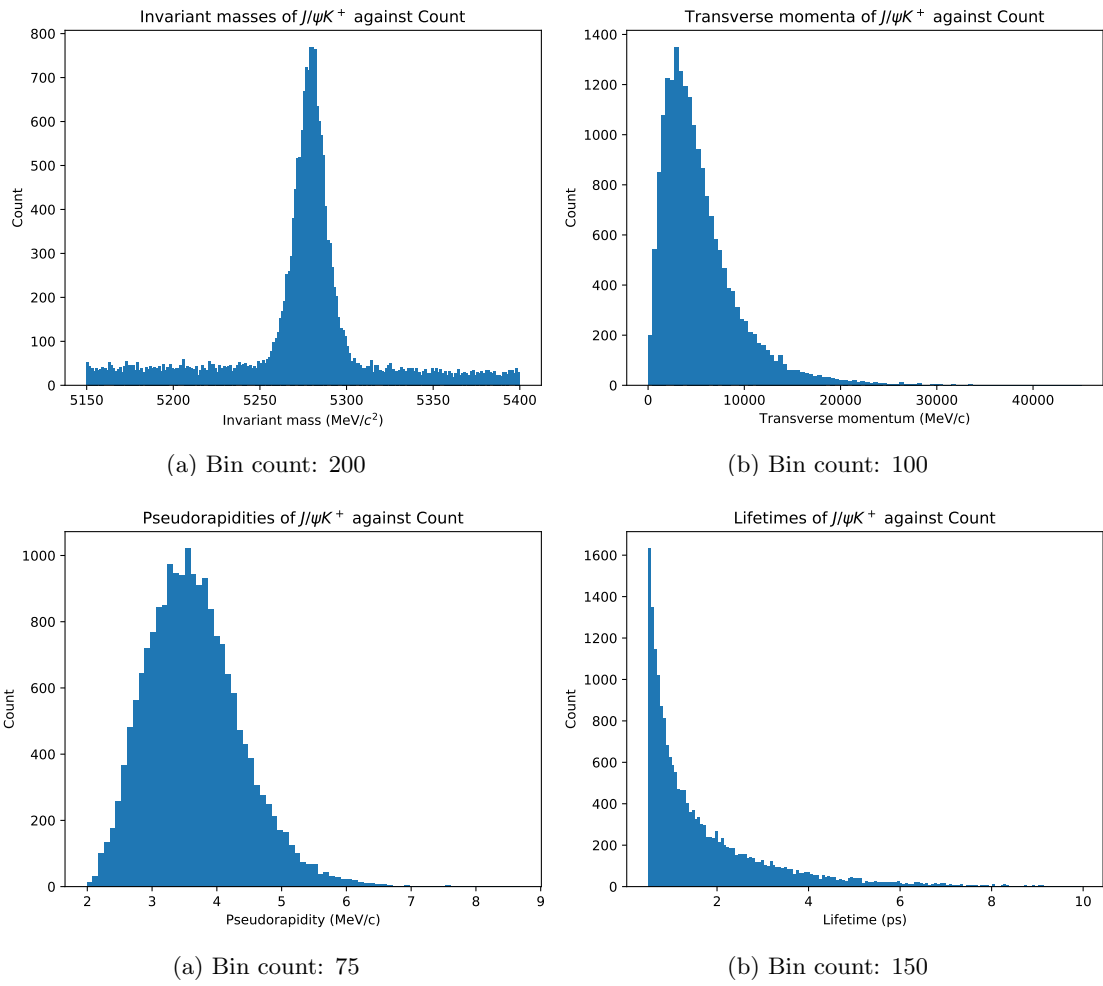 Invariant masses of J/ψK⁺ against Count
800
700
600
500
400
300
200
100
0
Count
5150 5200 5250 5300 5350 5400
Invariant mass (MeV/c²)
(a) Bin count: 200
Transverse momenta of J/ψK⁺ against Count
1400
1200
1000
800
600
400
200
0
Count
0 10000 20000 30000 40000
Transverse momentum (MeV/c)
(b) Bin count: 100
Pseudorapidities of J/ψK⁺ against Count
1000
800
600
400
200
0
Count
2 3 4 5 6 7 8 9
Pseudorapidity (MeV/c)
(a) Bin count: 75
Lifetimes of J/ψK⁺ against Count
1600
1400
1200
1000
800
600
400
200
0
Count
2 4 6 8 10
Lifetime (ps)
(b) Bin count: 150